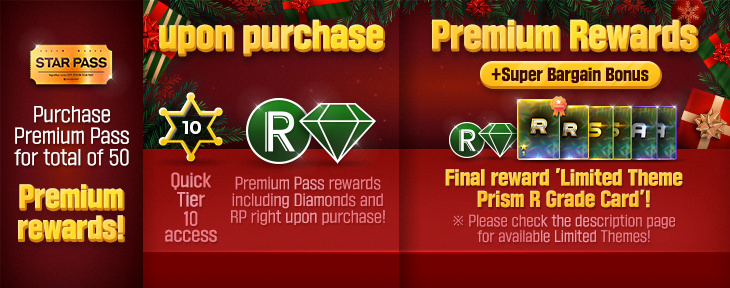 STAR PASS
Purchase
Premium Pass
for total of 50
Premium
rewards!
upon purchase
10
R
Quick
Tier
10
access
Premium Pass rewards
including Diamonds and
RP right upon purchase!
Premium Rewards
+Super Bargain Bonus
R
R
R
S
A
A
Final reward 'Limited Theme
Prism R Grade Card'!
※ Please check the description page
for available Limited Themes!